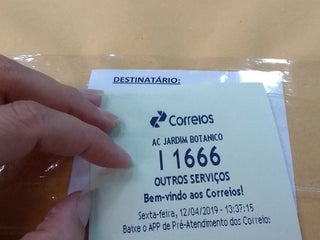 DESTINATÁRIO:
Correios
AC JARDIM BOTANICO
I 1666
OUTROS SERVIÇOS
Bem-vindo aos Correios!
Sexta-feira, 12/04/2019 - 13:37:15
Baixe o APP de Pré-Atendimento dos Correios